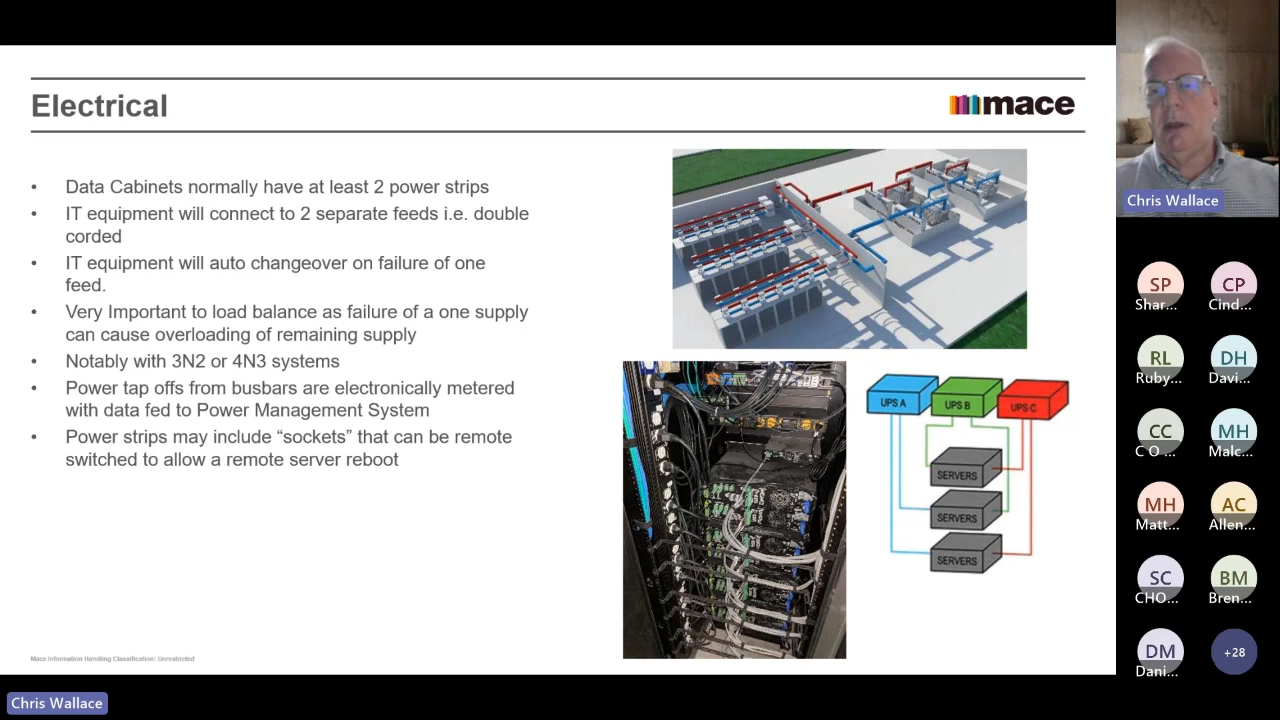 Electrical
mace
• Data Cabinets normally have at least 2 power strips
• IT equipment will connect to 2 separate feeds i.e. double
corded
• IT equipment will auto changeover on failure of one
feed.
• Very Important to load balance as failure of a one supply
can cause overloading of remaining supply
• Notably with 3N2 or 4N3 systems
• Power tap offs from busbars are electronically metered
with data fed to Power Management System
• Power strips may include “sockets” that can be remote
switched to allow a remote server reboot
UPS A
UPS B
UPS C
SERVERS
SERVERS
SERVERS
Mace Information Handling Classification: Unrestricted
Chris Wallace
Chris Wallace
SP
CP
Shar...
Cind...
RL
DH
Ruby...
Davi...
CC
MH
C O ...
Malc...
MH
AC
Matt...
Allen...
SC
BM
CHO...
Bren...
DM
+28
Dani...